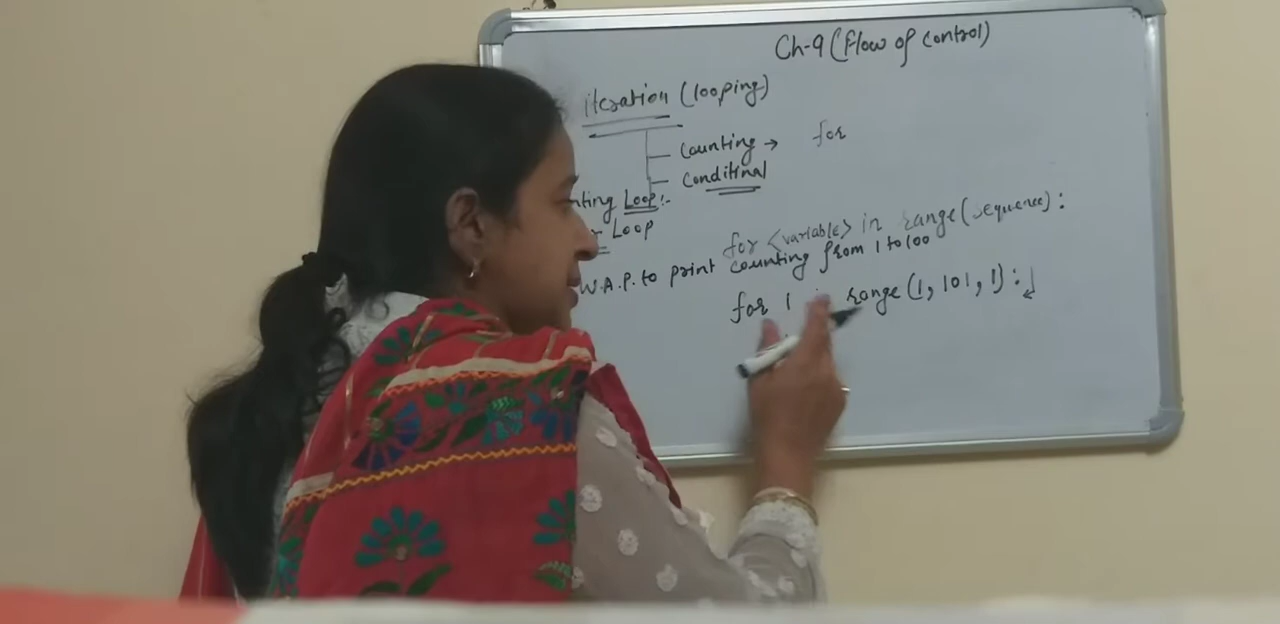 Ch-9 (Flow of control)
iteration (looping)
Counting → for
Conditinal
nting Loop:-
Loop
for <variable> in range(sequence):
W.A.P. to print counting from 1 to 100
for i range (1, 101, 1):